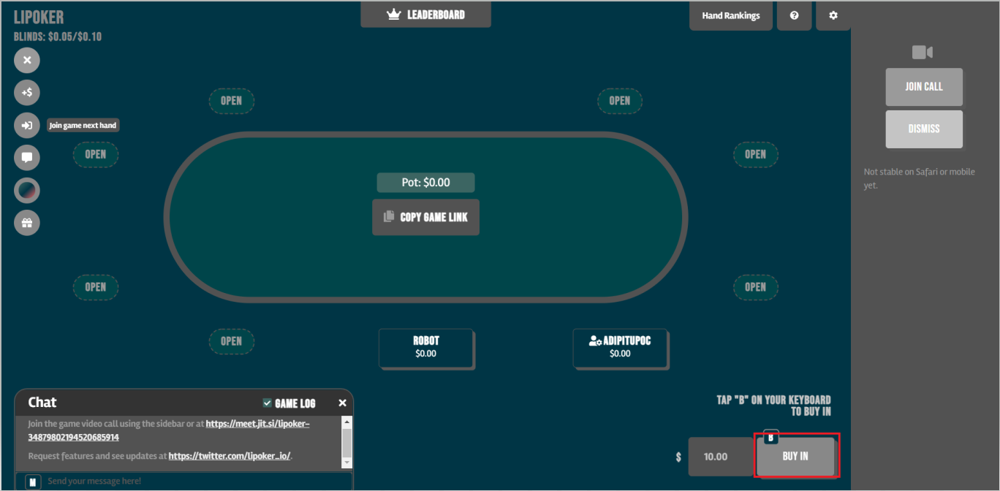 LIPOKER
BLINDS: $0.05/$0.10
LEADERBOARD
Hand Rankings
?
+$
Join game next hand
JOIN CALL
DISMISS
Not stable on Safari or mobile
yet.
OPEN
OPEN
OPEN
OPEN
Pot: $0.00
COPY GAME LINK
OPEN
OPEN
OPEN
ROBOT
$0.00
ADIPITUPOC
$0.00
Chat
GAME LOG
Join the game video call using the sidebar or at https://meet.jit.si/lipoker-
34879802194520685914
Request features and see updates at https://twitter.com/lipoker_io/.
M
Send your message here!
TAP "B" ON YOUR KEYBOARD
TO BUY IN
$
10.00
B
BUY IN